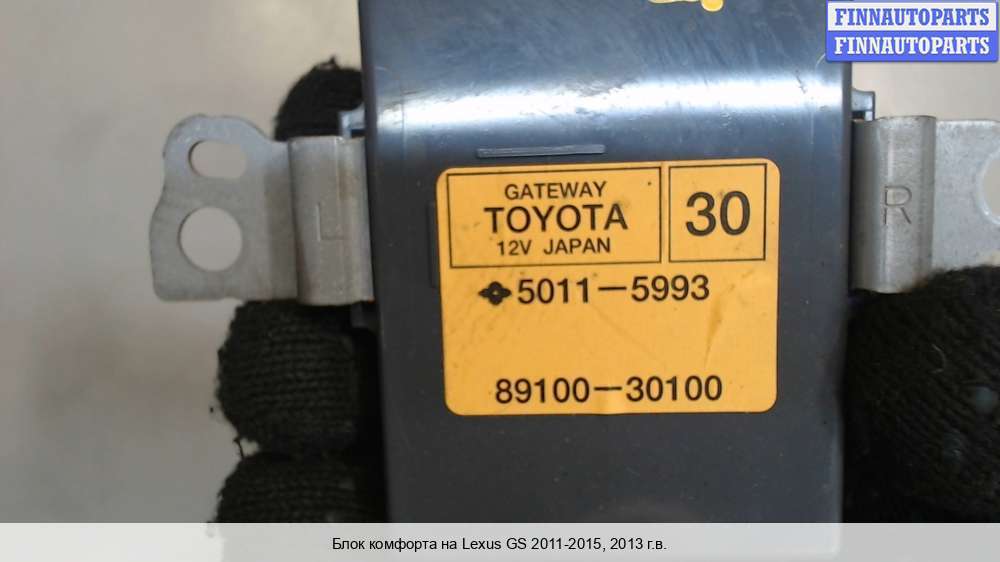 FINNAUTOPARTS
FINNAUTOPARTS
GATEWAY
TOYOTA
12V JAPAN
30
L
R
5011-5993
89100-30100
Блок комфорта на Lexus GS 2011-2015, 2013 г.в.